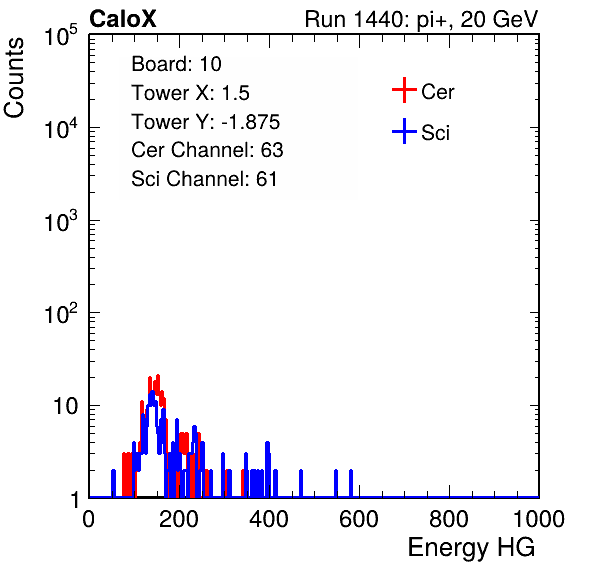 CaloX Run 1440: pi+, 20 GeV
Counts
Board: 10
Tower X: 1.5
Tower Y: -1.875
Cer Channel: 63
Sci Channel: 61
Cer
Sci
10^5
10^4
10^3
10^2
10
1
0 200 400 600 800 1000
Energy HG